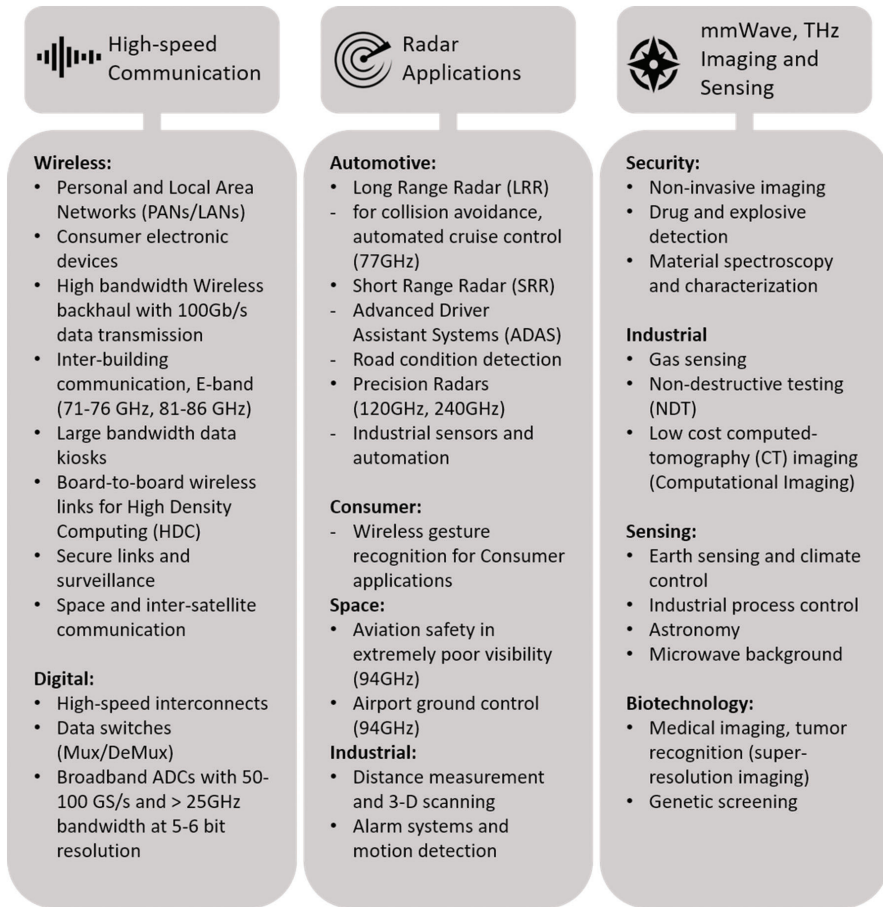 High-speed
Communication
Wireless:
• Personal and Local Area
Networks (PANs/LANs)
• Consumer electronic
devices
• High bandwidth Wireless
backhaul with 100Gb/s
data transmission
• Inter-building
communication, E-band
(71-76 GHz, 81-86 GHz)
• Large bandwidth data
kiosks
• Board-to-board wireless
links for High Density
Computing (HDC)
• Secure links and
surveillance
• Space and inter-satellite
communication
Digital:
• High-speed interconnects
• Data switches
(Mux/DeMux)
• Broadband ADCs with 50-
100 GS/s and > 25GHz
bandwidth at 5-6 bit
resolution
Radar
Applications
Automotive:
• Long Range Radar (LRR)
- for collision avoidance,
automated cruise control
(77GHz)
• Short Range Radar (SRR)
- Advanced Driver
Assistant Systems (ADAS)
- Road condition detection
• Precision Radars
(120GHz, 240GHz)
- Industrial sensors and
automation
Consumer:
- Wireless gesture
recognition for Consumer
applications
Space:
• Aviation safety in
extremely poor visibility
(94GHz)
• Airport ground control
(94GHz)
Industrial:
• Distance measurement
and 3-D scanning
• Alarm systems and
motion detection
mmWave, THz
Imaging and
Sensing
Security:
• Non-invasive imaging
• Drug and explosive
detection
• Material spectroscopy
and characterization
Industrial
• Gas sensing
• Non-destructive testing
(NDT)
• Low cost computed-
tomography (CT) imaging
(Computational Imaging)
Sensing:
• Earth sensing and climate
control
• Industrial process control
• Astronomy
• Microwave background
Biotechnology:
• Medical imaging, tumor
recognition (super-
resolution imaging)
• Genetic screening